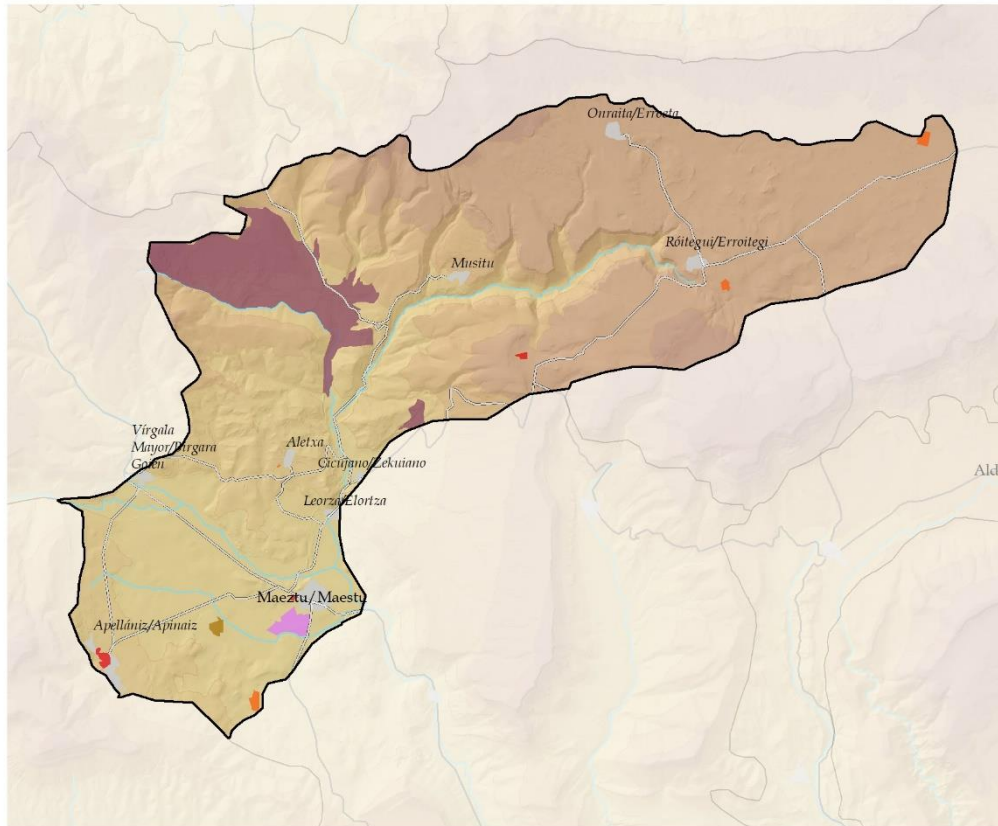 Onraita/Erroeta
Róitegui/Erroitegi
Musitu
Vírgala
Mayor/Birgara
Goien
Aletxa
Cicujano/Zekuiano
Leorza/Elortza
Ald
Maeztu/Maestu
Apellániz/Apinaiz